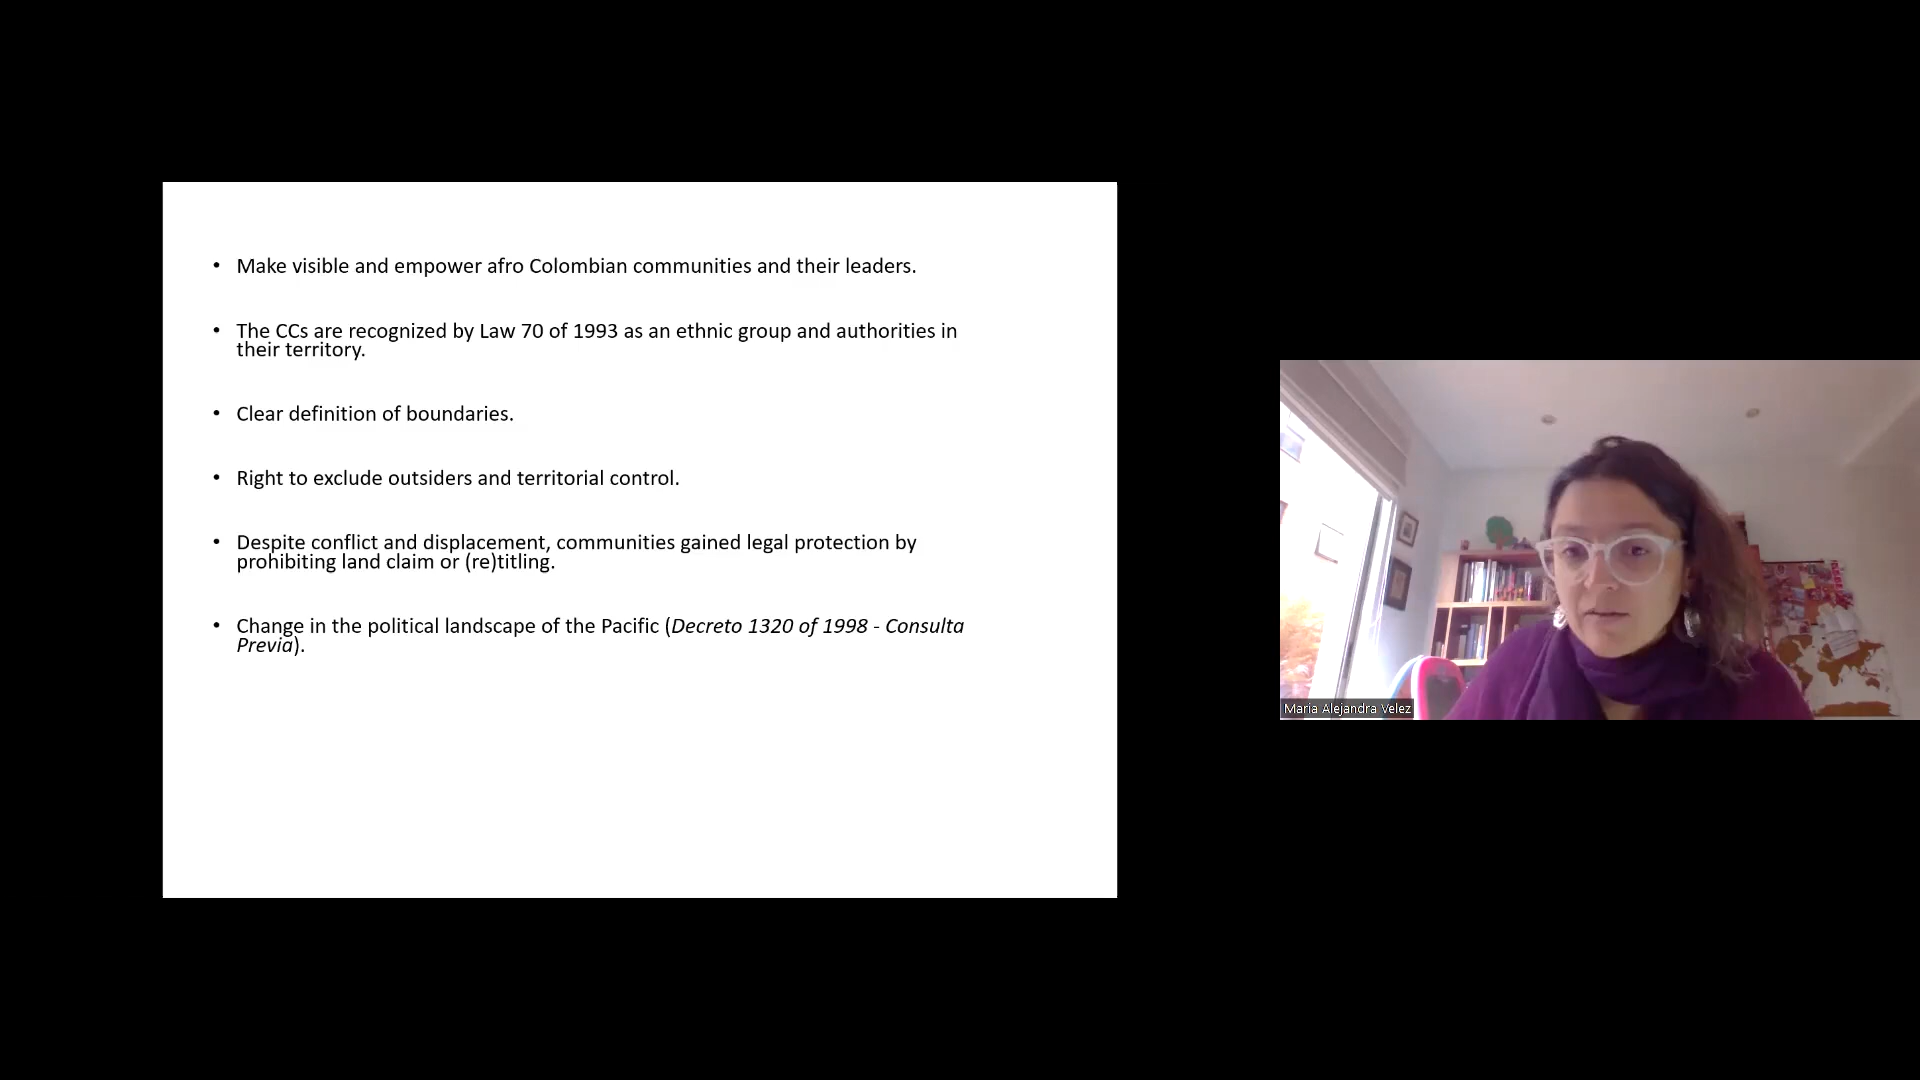 • Make visible and empower afro Colombian communities and their leaders.
• The CCs are recognized by Law 70 of 1993 as an ethnic group and authorities in
their territory.
• Clear definition of boundaries.
• Right to exclude outsiders and territorial control.
• Despite conflict and displacement, communities gained legal protection by
prohibiting land claim or (re)titling.
• Change in the political landscape of the Pacific (Decreto 1320 of 1998 - Consulta
Previa).
Maria Alejandra Velez